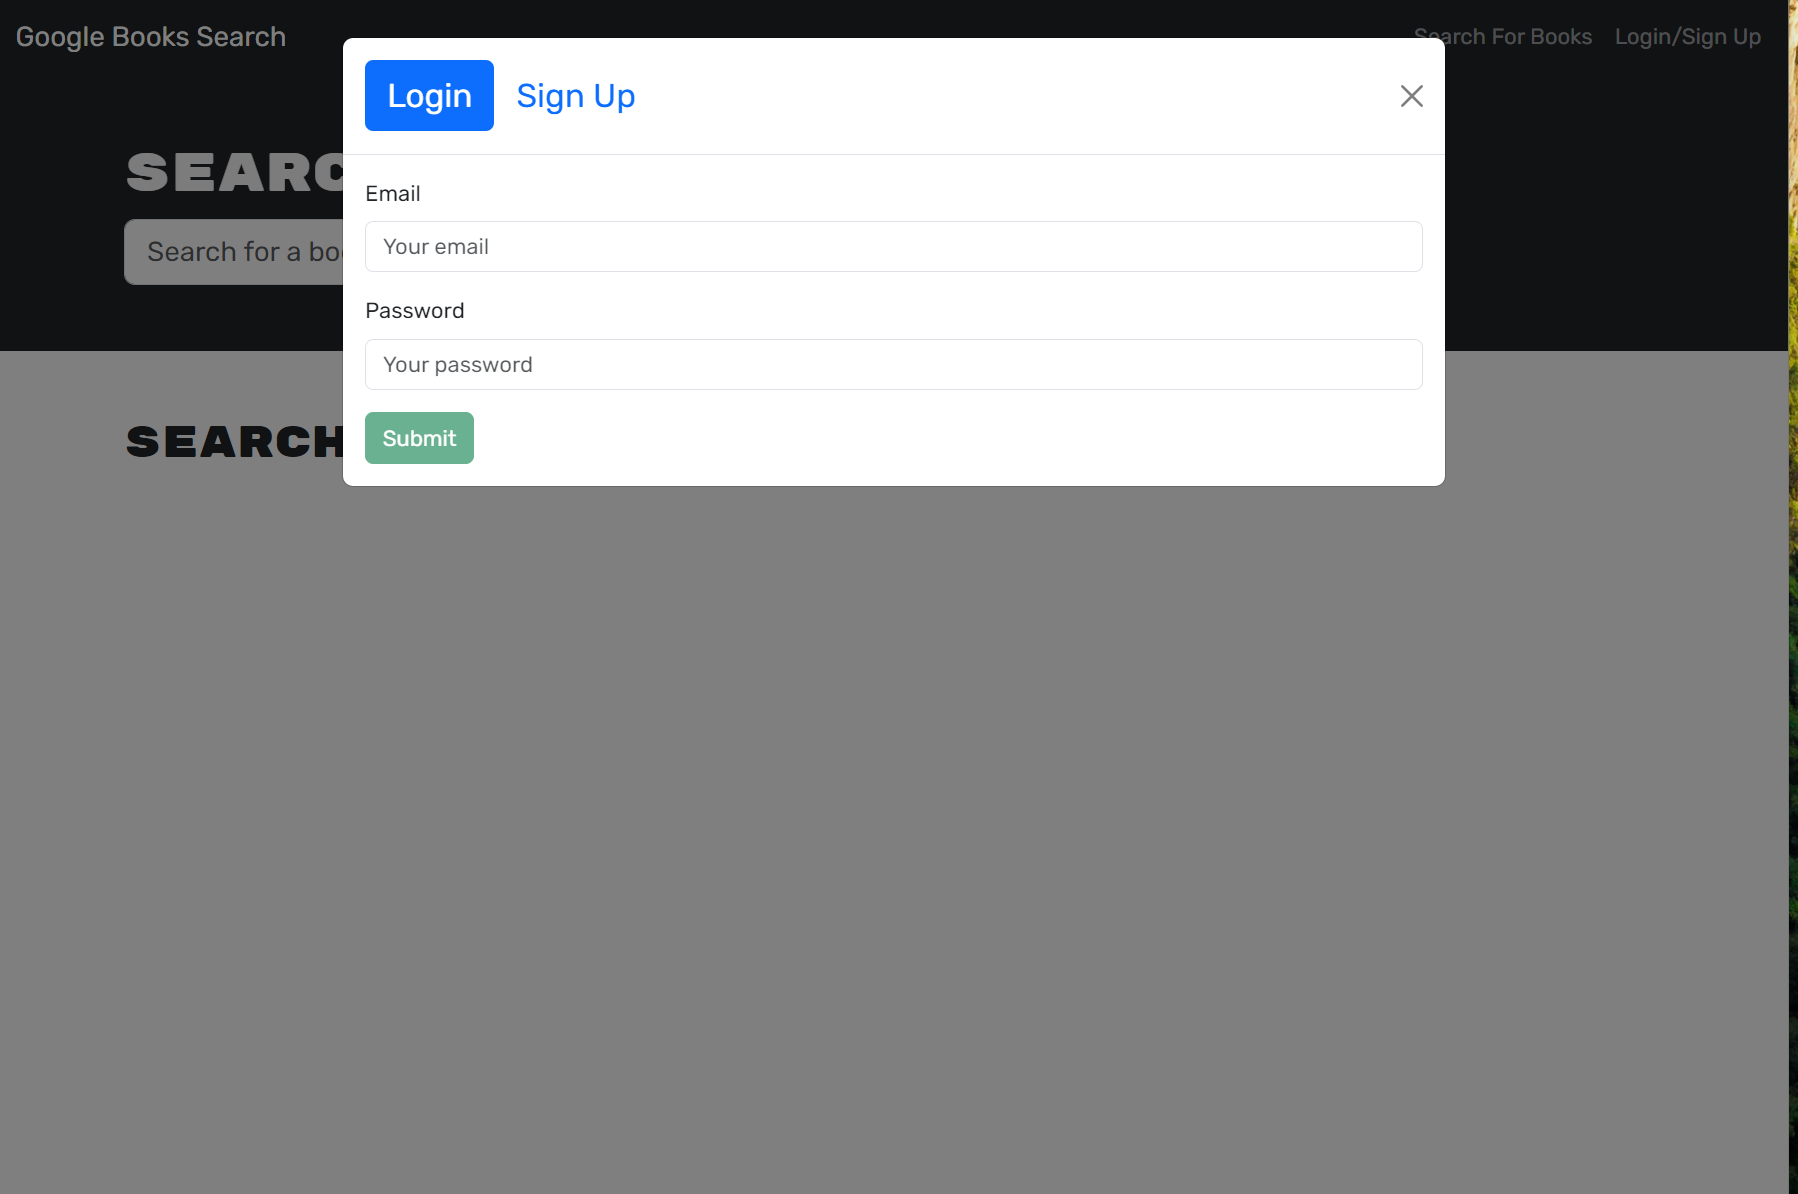 Google Books Search
Search For Books Login/Sign Up
Login Sign Up
SEARC
Email
Search for a bo
Your email
Password
Your password
SEARCH
Submit